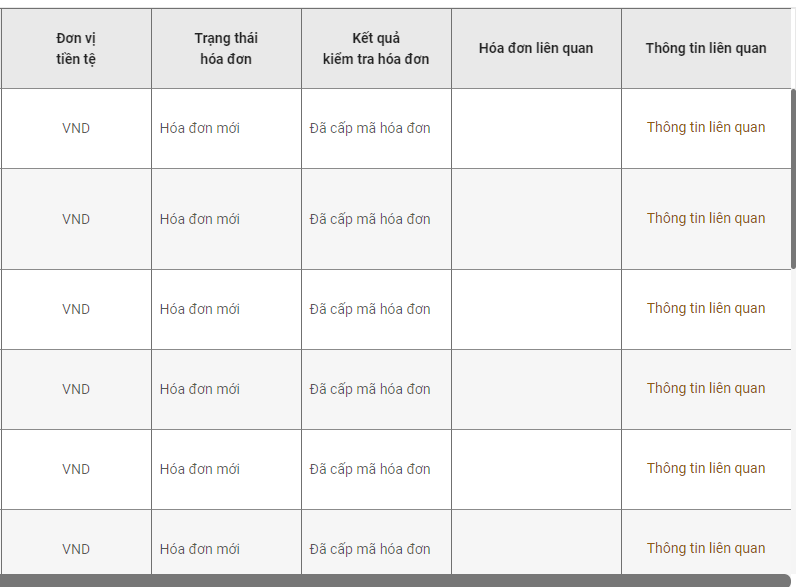 Đơn vị
tiền tệ
Trạng thái
hóa đơn
Kết quả
kiểm tra hóa đơn
Hóa đơn liên quan
Thông tin liên quan
VND
Hóa đơn mới
Đã cấp mã hóa đơn
Thông tin liên quan
VND
Hóa đơn mới
Đã cấp mã hóa đơn
Thông tin liên quan
VND
Hóa đơn mới
Đã cấp mã hóa đơn
Thông tin liên quan
VND
Hóa đơn mới
Đã cấp mã hóa đơn
Thông tin liên quan
VND
Hóa đơn mới
Đã cấp mã hóa đơn
Thông tin liên quan
VND
Hóa đơn mới
Đã cấp mã hóa đơn
Thông tin liên quan